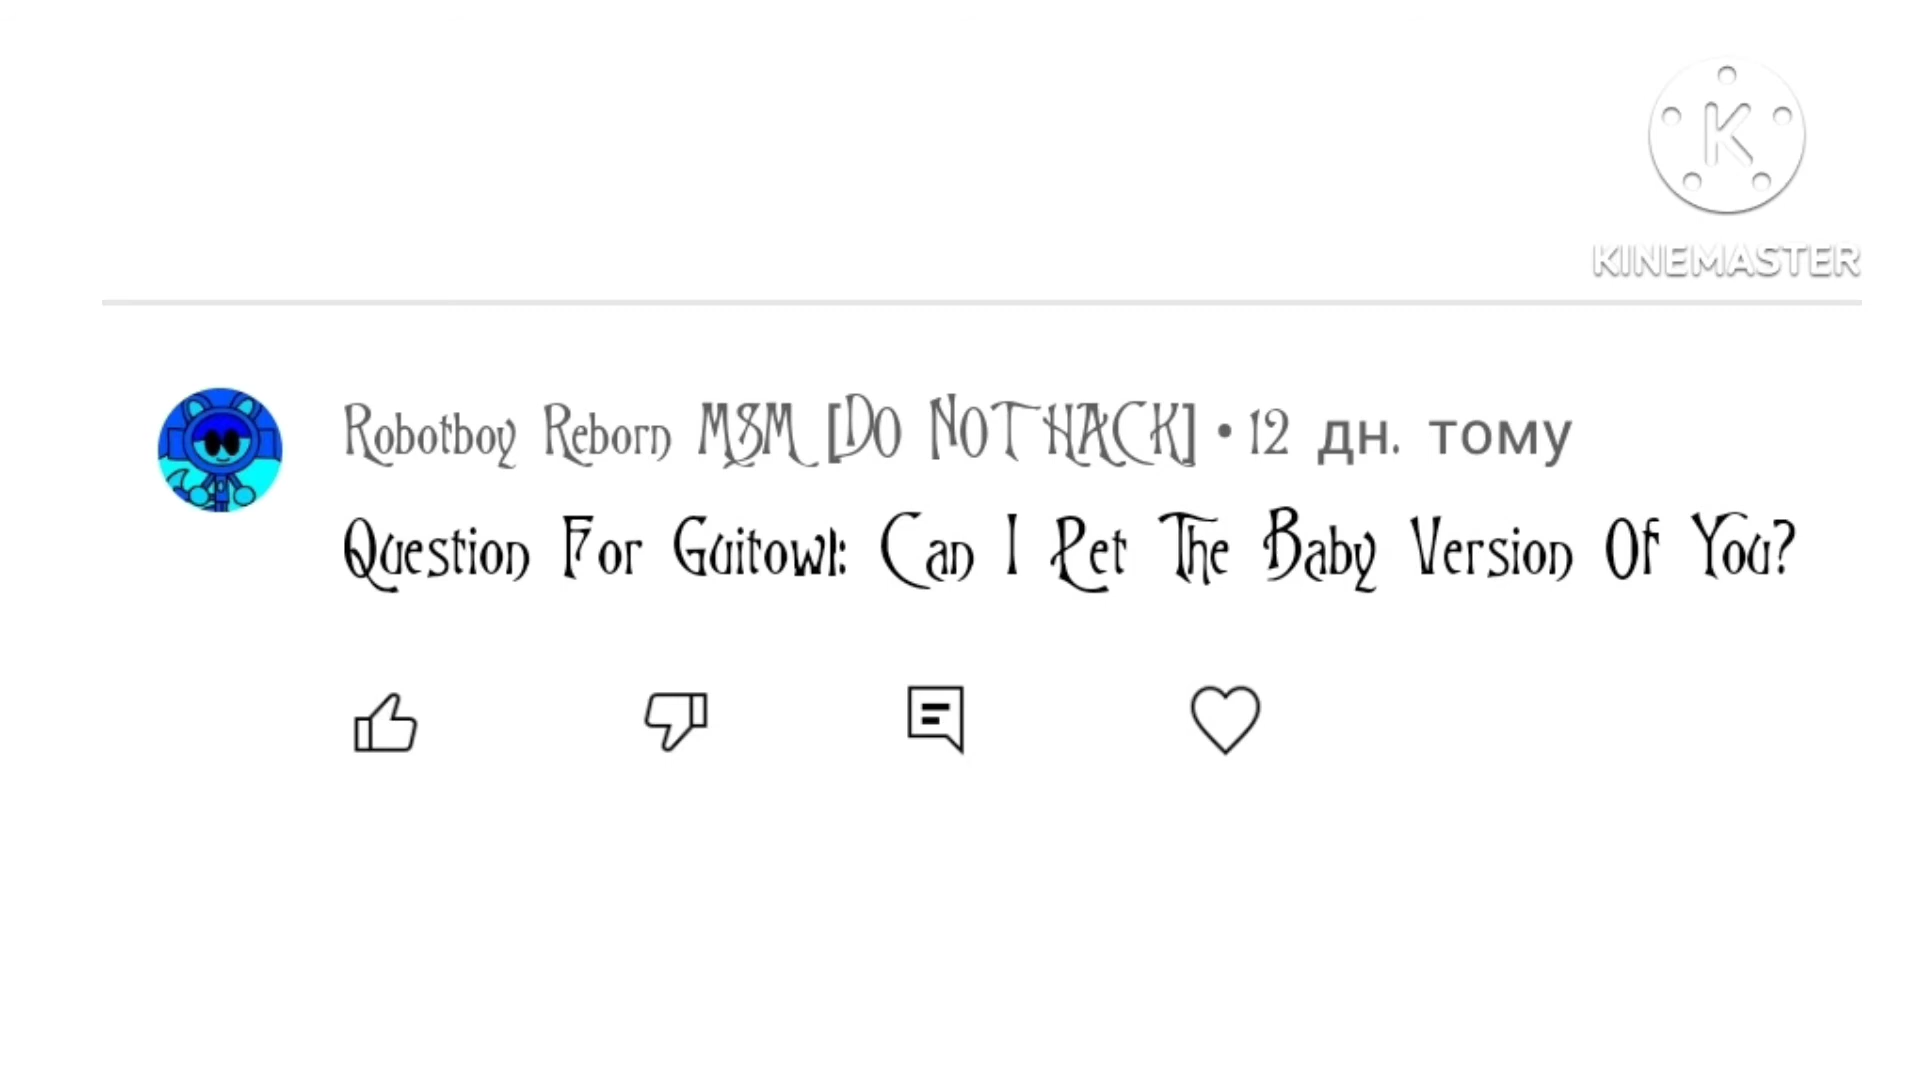 K
KINEMASTER
Robotboy Reborn MSM [DO NOT HACK] • 12 дн. тому
Question For Guitowl: Can I Pet The Baby Version Of You?